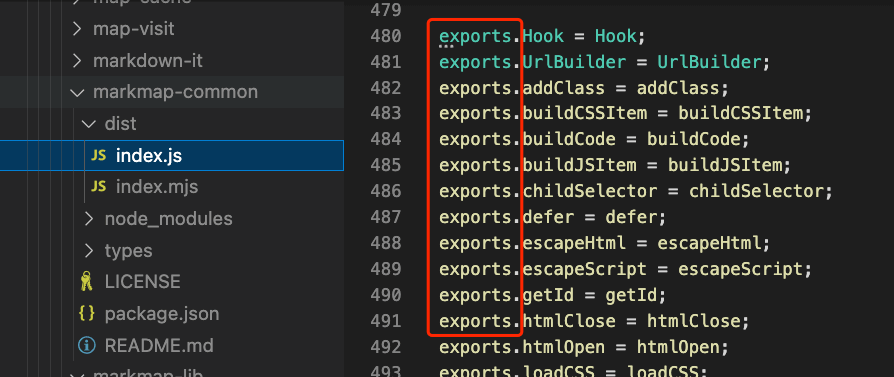 map-cache
map-visit
markdown-it
markmap-common
dist
JS index.js
JS index.mjs
node_modules
types
LICENSE
{} package.json
README.md
markmap-lib
479
480 exports.Hook = Hook;
481 exports.UrlBuilder = UrlBuilder;
482 exports.addClass = addClass;
483 exports.buildCSSItem = buildCSSItem;
484 exports.buildCode = buildCode;
485 exports.buildJSItem = buildJSItem;
486 exports.childSelector = childSelector;
487 exports.defer = defer;
488 exports.escapeHtml = escapeHtml;
489 exports.escapeScript = escapeScript;
490 exports.getId = getId;
491 exports.htmlClose = htmlClose;
492 exports.htmlOpen = htmlOpen;
493 exports.loadCSS = loadCSS;